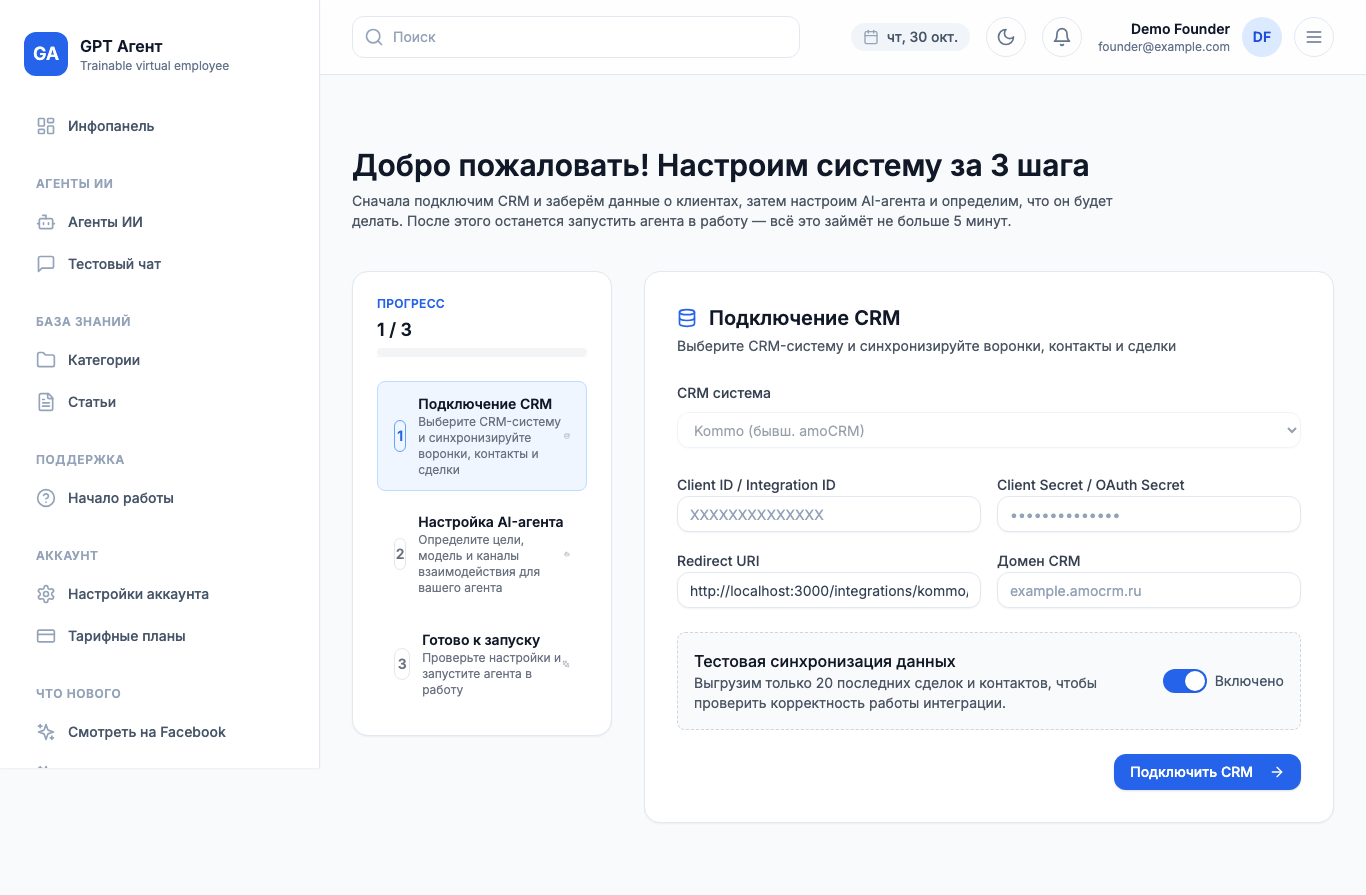 GA
GPT Агент
Trainable virtual employee
Инфопанель
АГЕНТЫ ИИ
Агенты ИИ
Тестовый чат
БАЗА ЗНАНИЙ
Категории
Статьи
ПОДДЕРЖКА
Начало работы
АККАУНТ
Настройки аккаунта
Тарифные планы
ЧТО НОВОГО
Смотреть на Facebook
Поиск
чт, 30 окт.
Demo Founder
founder@example.com
DF
Добро пожаловать! Настроим систему за 3 шага
Сначала подключим CRM и заберём данные о клиентах, затем настроим AI-агента и определим, что он будет
делать. После этого останется запустить агента в работу — всё это займёт не больше 5 минут.
ПРОГРЕСС
1 / 3
1
Подключение CRM
Выберите CRM-систему
и синхронизируйте
воронки, контакты и
сделки
2
Настройка AI-агента
Определите цели,
модель и каналы
взаимодействия для
вашего агента
3
Готово к запуску
Проверьте настройки и
запустите агента в
работу
Подключение CRM
Выберите CRM-систему и синхронизируйте воронки, контакты и сделки
CRM система
Kommo (бывш. amoCRM)
Client ID / Integration ID
XXXXXXXXXXXXXX
Client Secret / OAuth Secret
••••••••••••••
Redirect URI
http://localhost:3000/integrations/kommo/
Домен CRM
example.amocrm.ru
Тестовая синхронизация данных
Выгрузим только 20 последних сделок и контактов, чтобы
проверить корректность работы интеграции.
Включено
Подключить CRM